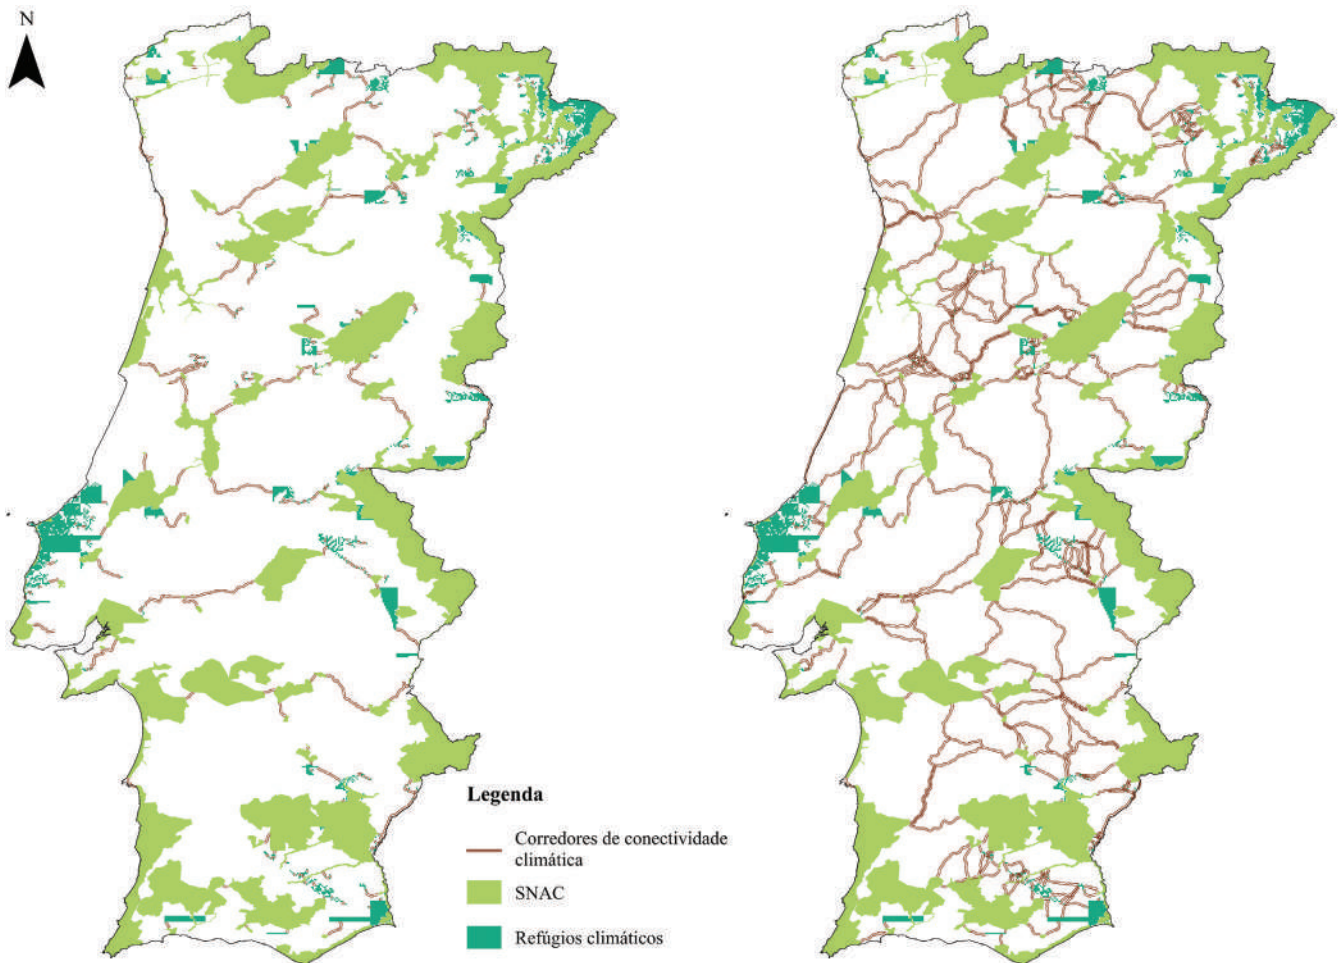 N
Legenda
Corredores de conectividade
climática
SNAC
Refúgios climáticos